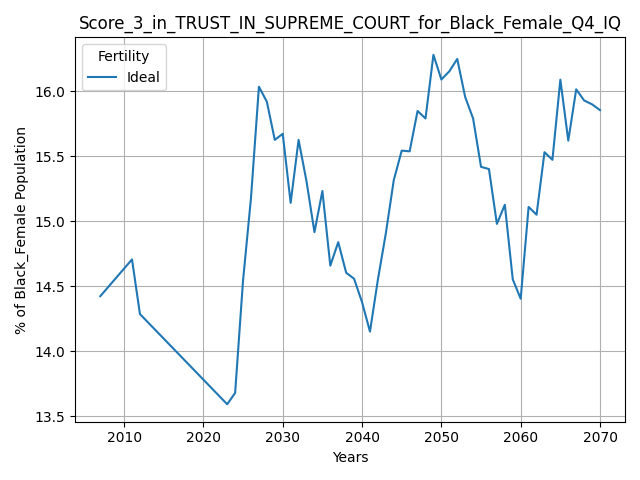 Score_3_in_TRUST_IN_SUPREME_COURT_for_Black_Female_Q4_IQ
Fertility
Ideal
16.0
15.5
15.0
14.5
14.0
13.5
% of Black_Female Population
2010 2020 2030 2040 2050 2060 2070
Years